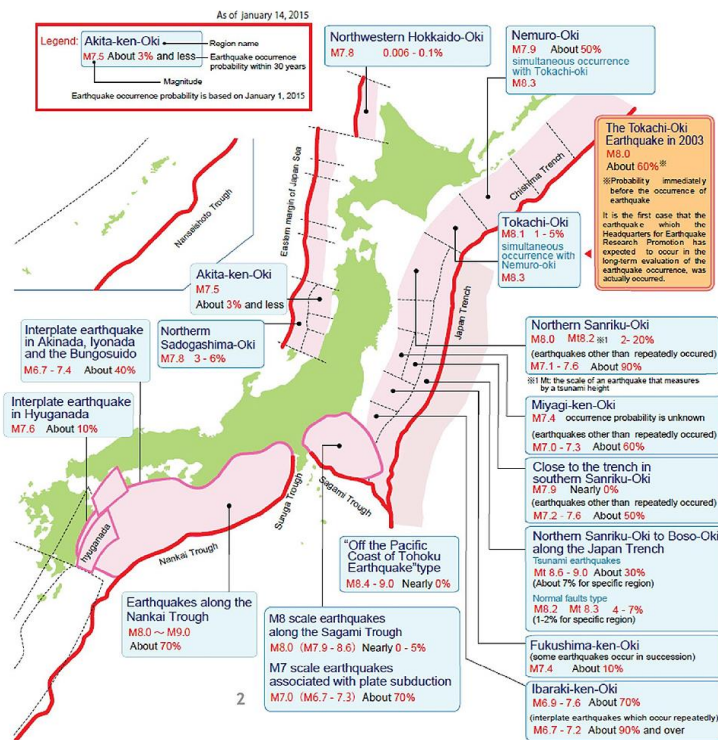 As of january 14, 2015
Legend:
Akita-ken-Oki
M7.5 About 3% and less
Region name
Earthquake occurrence
probability within 30 years
Magnitude
Earthquake occurrence probability is based on January 1, 2015
Northwestern Hokkaido-Oki
M7.8 0.006 - 0.1%
Nemuro-Oki
M7.9 About 50%
simultaneous occurrence
with Tokachi-oki
M8.3
The Tokachi-Oki
Earthquake in 2003
M8.0
About 60%※
※Probability immediately
before the occurrence of
earthquake
It is the first case that the
earthquake which the
Headquarters for Earthquake
Research Promotion has
expected to occur in the
long-term evaluation of the
earthquake occurrence, was
actually occurred.
Nanseishoto Trough
Eastern margin of Japan Sea
Chishima Trench
Tokachi-Oki
M8.1 1 - 5%
simultaneous
occurrence with
Nemuro-oki
M8.3
Akita-ken-Oki
M7.5
About 3% and less
Japan Trench
Northern
Sadogashima-Oki
M7.8 3 - 6%
Interplate earthquake
in Akinada, Iyonada
and the Bungosuido
M6.7 - 7.4 About 40%
Interplate earthquake
in Hyuganada
M7.6 About 10%
Northern Sanriku-Oki
M8.0 Mt8.2 ※1 2- 20%
(earthquakes other than repeatedly occurred)
M7.1 - 7.6 About 90%
※1 Mt: the scale of an earthquake that measures
by a tsunami height
Miyagi-ken-Oki
M7.4 occurrence probability is unknown
(earthquakes other than repeatedly occured)
M7.0 - 7.3 About 60%
Close to the trench in
southern Sanriku-Oki
M7.9 Nearly 0%
(earthquakes other than repeatedly occurred)
M7.2 - 7.6 About 50%
Northern Sanriku-Oki to Boso-Oki
along the Japan Trench
Tsunami earthquakes
Mt 8.6 - 9.0 About 30%
(About 7% for specific region)
Normal faults type
M8.2 Mt 8.3 4 - 7%
(1-2% for specific region)
Fukushima-ken-Oki
(some earthquakes occur in succession)
M7.4 About 10%
Ibaraki-ken-Oki
M6.9 - 7.6 About 70%
(interplate earthquakes which occur repeatedly)
M6.7 - 7.2 About 90% and over
Hyuganada
Nankai Trough
Suruga Trough
Sagami Trough
"Off the Pacific
Coast of Tohoku
Earthquake"type
M8.4 - 9.0 Nearly 0%
Earthquakes along the
Nankai Trough
M8.0 ～ M9.0
About 70%
M8 scale earthquakes
along the Sagami Trough
M8.0 (M7.9 - 8.6) Nearly 0 - 5%
M7 scale earthquakes
associated with plate subduction
M7.0 (M6.7 - 7.3) About 70%
2